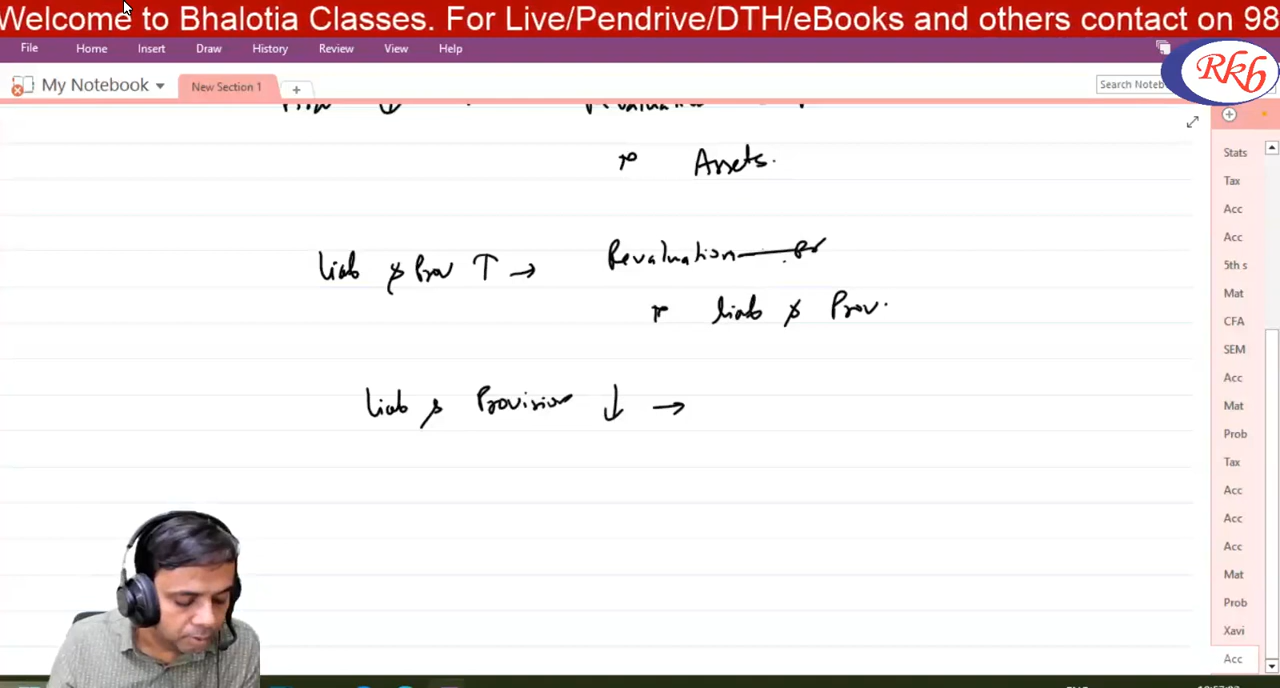 Welcome to Bhalotia Classes. For Live/Pendrive/DTH/eBooks and others contact on 98
File Home Insert Draw History Review View Help
Rkb
My Notebook New Section 1 + Search Noteb
to Assets.
Liab & Prov ↑ → Revaluation — Dr
to Liab & Prov.
Liab & Provision ↓ →
Stats
Tax
Acc
Acc
5th s
Mat
CFA
SEM
Acc
Mat
Prob
Tax
Acc
Acc
Acc
Mat
Prob
Xavi
Acc